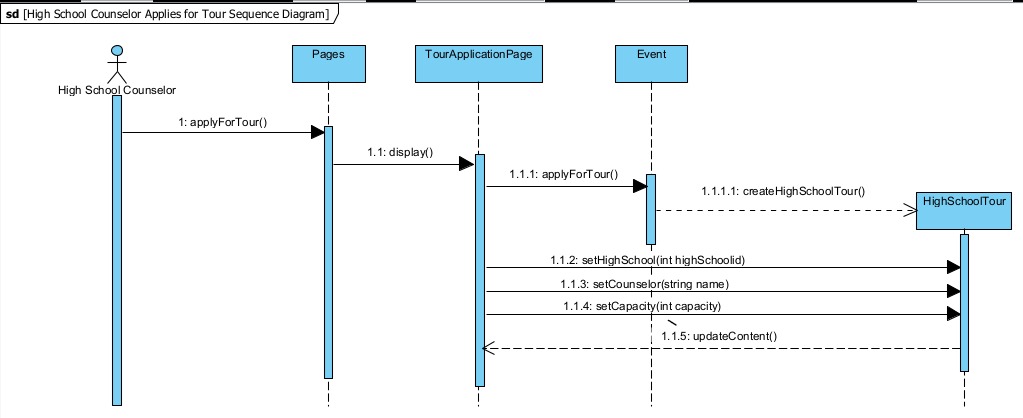 sd [High School Counselor Applies for Tour Sequence Diagram]
Pages
TourApplicationPage
Event
High School Counselor
1: applyForTour()
1.1: display()
1.1.1: applyForTour()
1.1.1.1: createHighSchoolTour()
HighSchoolTour
1.1.2: setHighSchool(int highSchoolid)
1.1.3: setCounselor(string name)
1.1.4: setCapacity(int capacity)
1.1.5: updateContent()